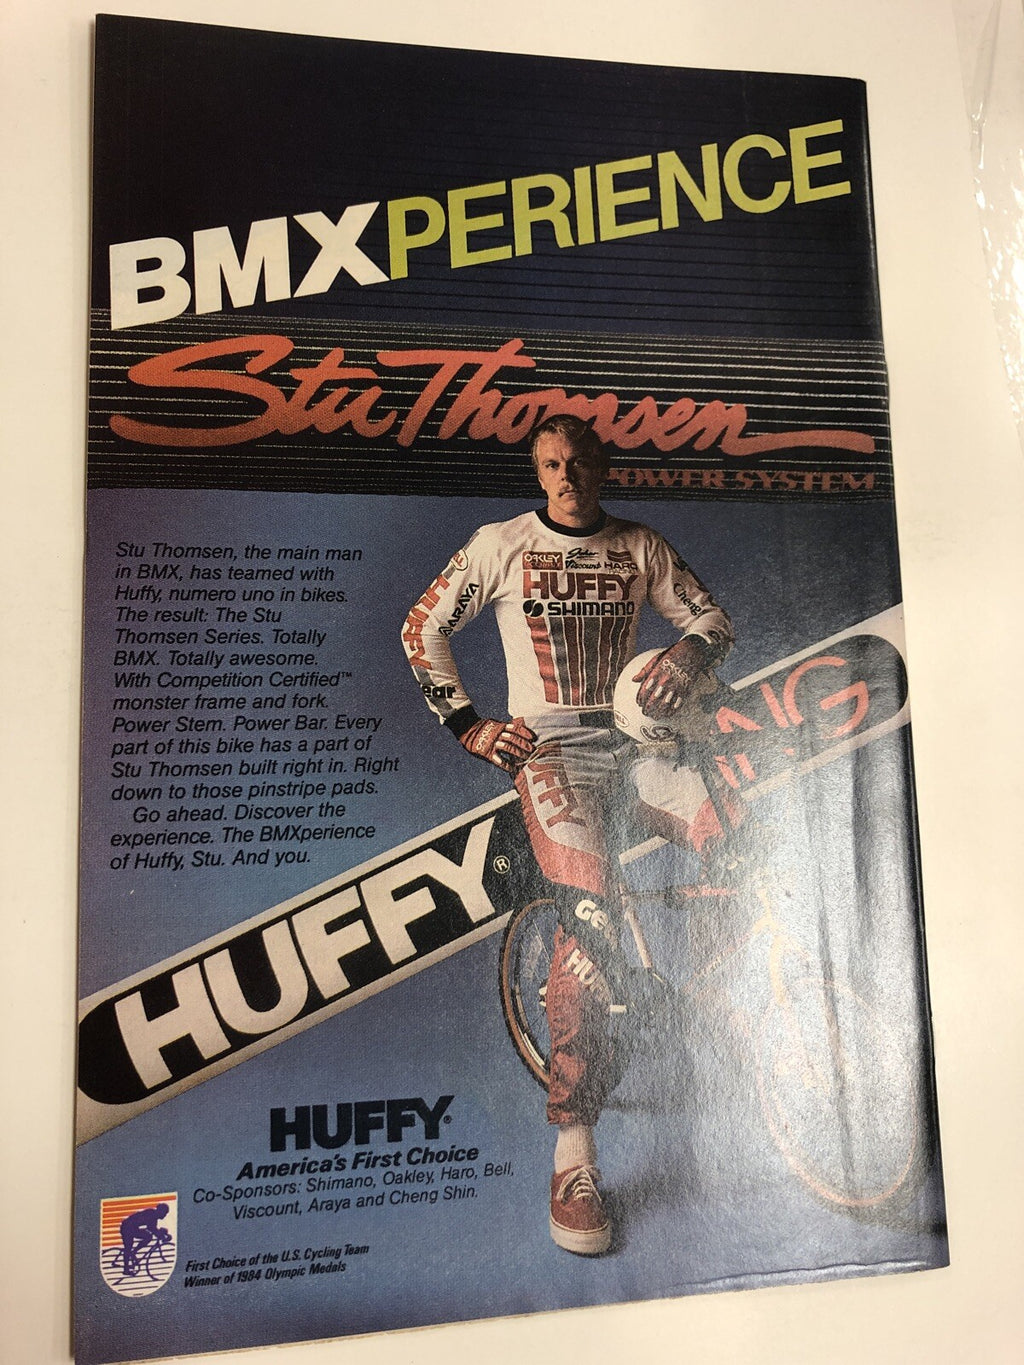 BMXPERIENCE
Stu Thomsen
POWER SYSTEM
Stu Thomsen, the main man
in BMX, has teamed with
Huffy, numero uno in bikes.
The result: The Stu
Thomsen Series. Totally
BMX. Totally awesome.
With Competition Certified™
monster frame and fork.
Power Stem. Power Bar. Every
part of this bike has a part of
Stu Thomsen built right in. Right
down to those pinstripe pads.
Go ahead. Discover the
experience. The BMXperience
of Huffy, Stu. And you.
OAKLEY
Viscount HARO
HUFFY
SHIMANO
HUFFY
ARAYA
Cheng
OAKLEY
BELL
OAKLEY
HUFFY
HUFFY®
HUFFY®
America's First Choice
Co-Sponsors: Shimano, Oakley, Haro, Bell,
Viscount, Araya and Cheng Shin.
First Choice of the U.S. Cycling Team
Winner of 1984 Olympic Medals